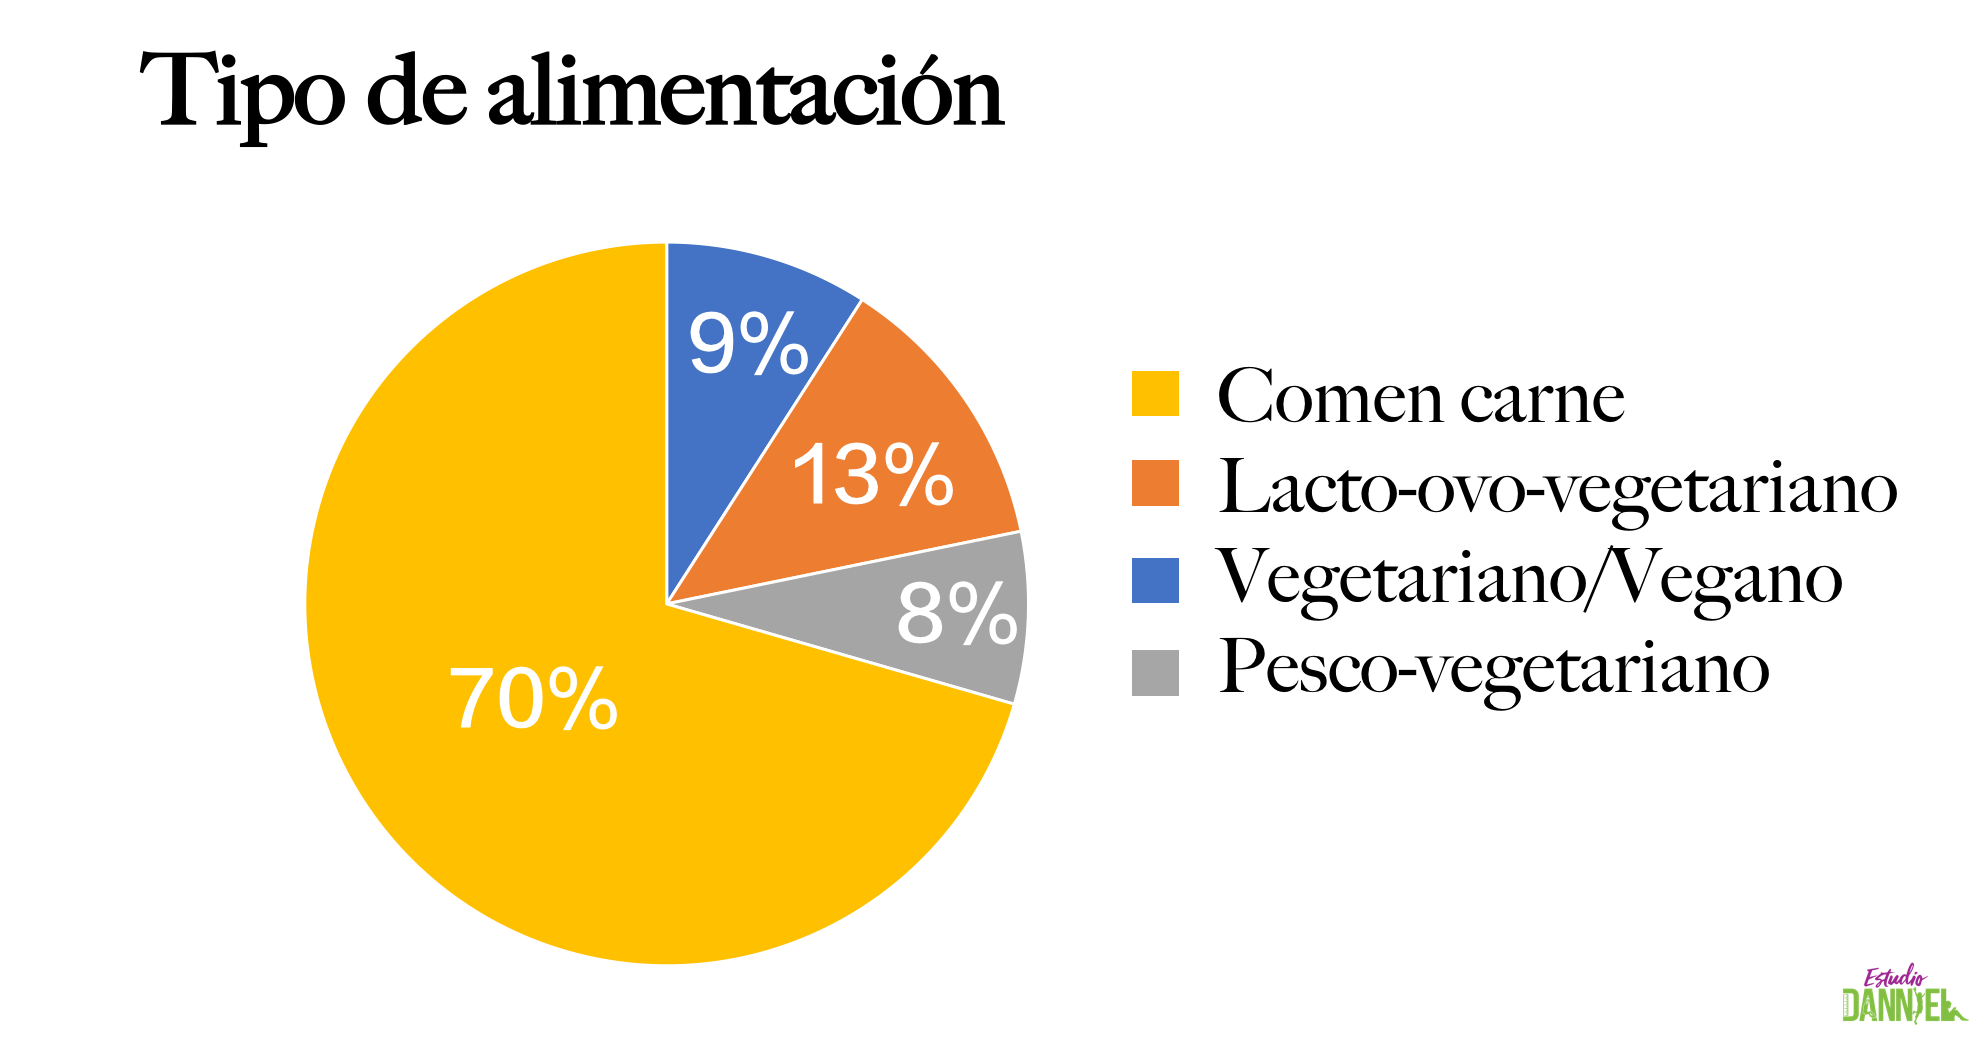 Tipo de alimentación
9%
13%
8%
70%
Comen carne
Lacto-ovo-vegetariano
Vegetariano/Vegano
Pesco-vegetariano
Estudio
DANNIEL